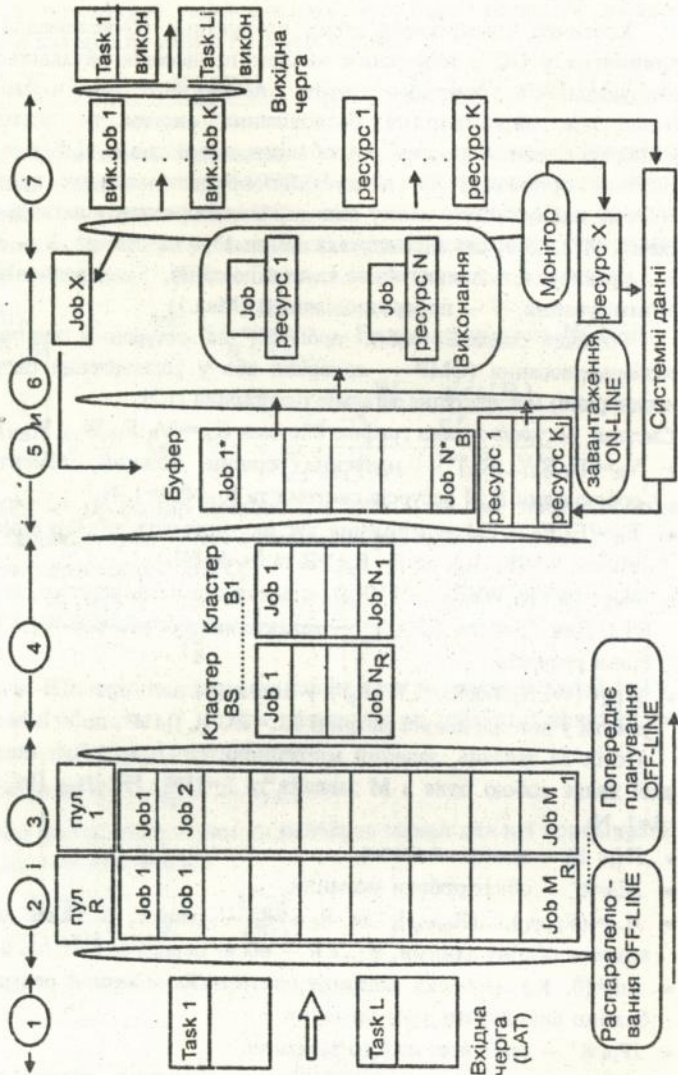 1
2
і
3
4
5
и
6
7
Task 1
Task L
Вхідна
черга
(LAT)
пул
R
пул
1
Job 1
Job 1
Job1
Job 2
Job M
R
Job M
1
Кластер
BS
Кластер
B1
Job 1
Job N
R
Job 1
Job N
1
Буфер
Job 1*
Job N*
B
ресурс 1
ресурс K
Job X
Job
ресурс 1
Job
ресурс N
Виконання
вик Job 1
вик JobK
ресурс 1
ресурс K
Task 1
викон
Task Li
викон
Вхідна
черга
Монітор
ресурс X
Завантаження
ON-LINE
Системні данні
Распаралелю
вання OFF-LINE
Попереднє
планування
OFF-LINE